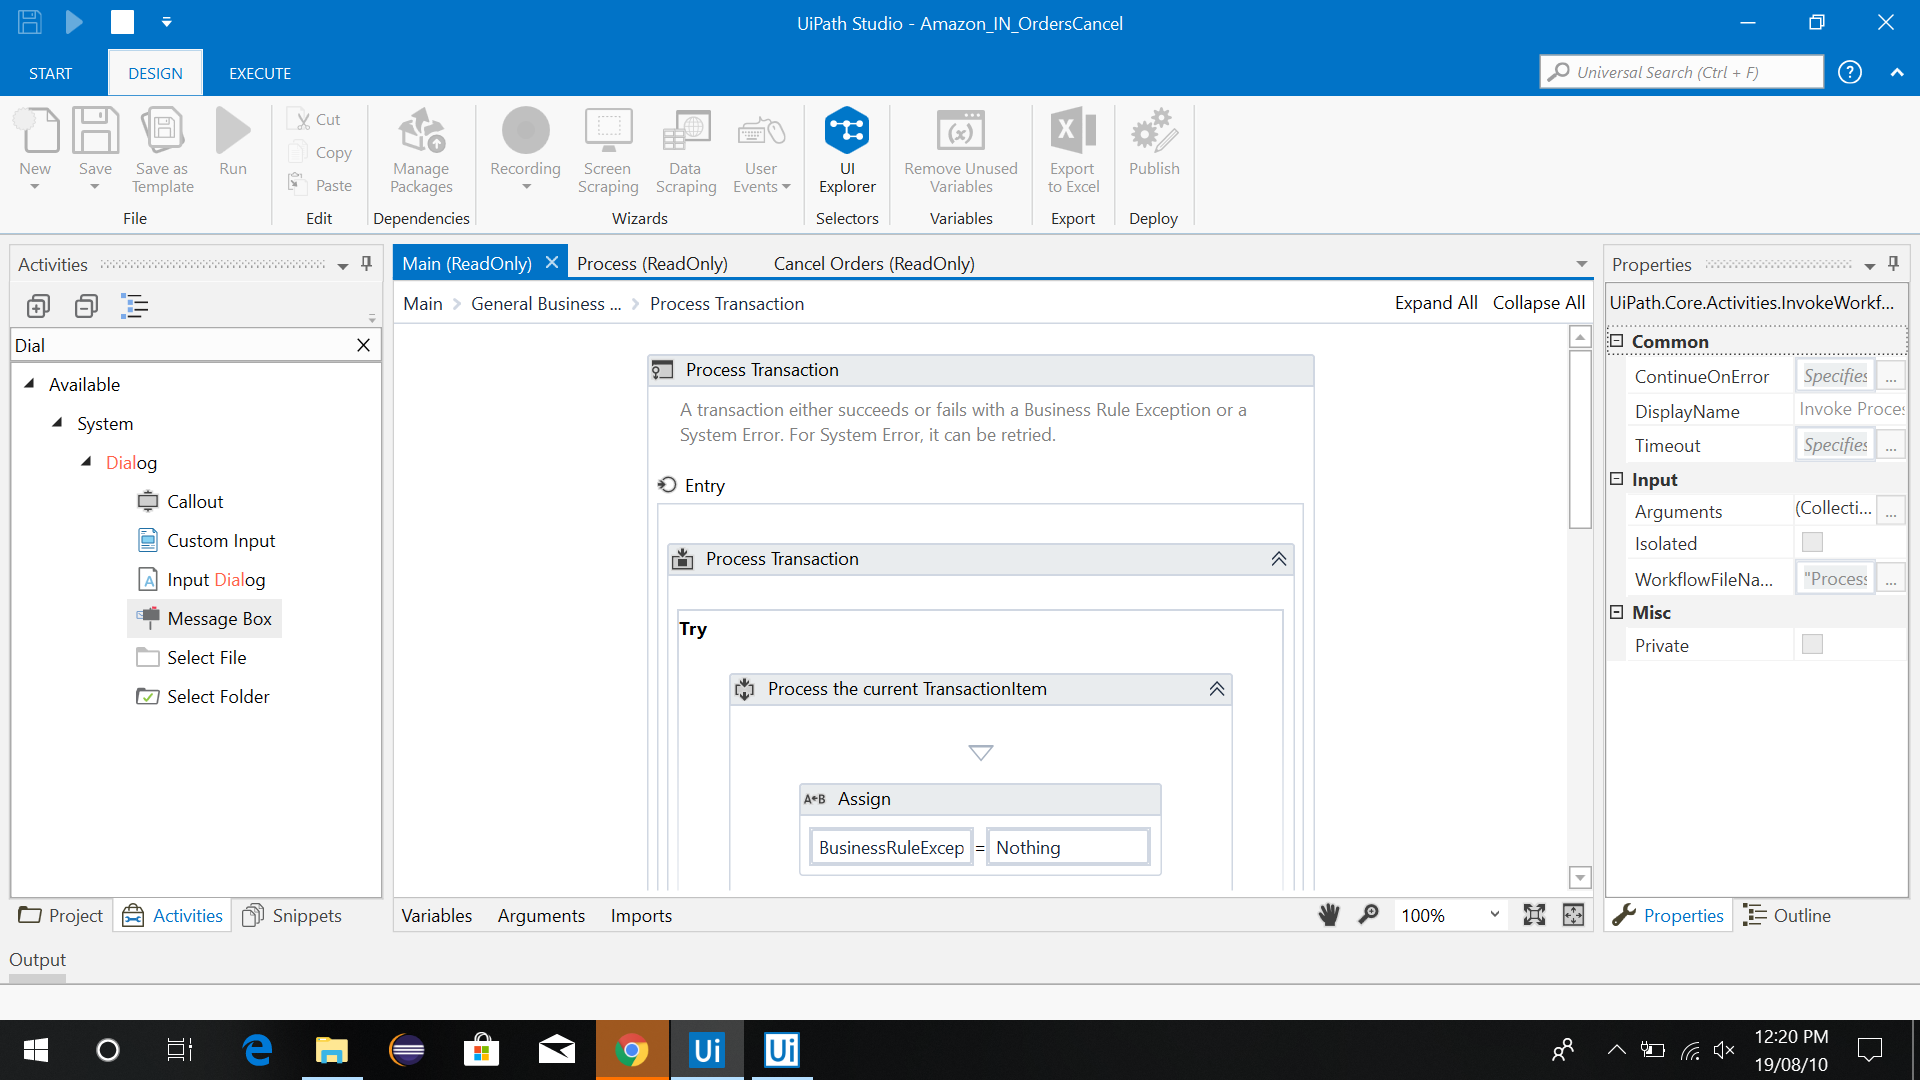 UiPath Studio - Amazon_IN_OrdersCancel
START
DESIGN
EXECUTE
Universal Search (Ctrl + F)
?
New
Save
Save as
Template
Run
File
Cut
Copy
Paste
Edit
Manage
Packages
Dependencies
Recording
Screen
Scraping
Data
Scraping
User
Events
Wizards
UI
Explorer
Selectors
Remove Unused
Variables
Variables
Export
to Excel
Export
Publish
Deploy
Activities
Dial
Available
System
Dialog
Callout
Custom Input
Input Dialog
Message Box
Select File
Select Folder
Project
Activities
Snippets
Main (ReadOnly)
Process (ReadOnly)
Cancel Orders (ReadOnly)
Main > General Business ... > Process Transaction
Expand All
Collapse All
Process Transaction
A transaction either succeeds or fails with a Business Rule Exception or a
System Error. For System Error, it can be retried.
Entry
Process Transaction
Try
Process the current TransactionItem
A B Assign
BusinessRuleExcep = Nothing
Variables
Arguments
Imports
100%
Properties
UiPath.Core.Activities.InvokeWorkf...
Common
ContinueOnError Specifies ...
DisplayName Invoke Proces
Timeout Specifies ...
Input
Arguments (Collecti... ...
Isolated
WorkflowFileNa... "Process ...
Misc
Private
Properties
Outline
Output
Ui
Ui
12:20 PM
19/08/10